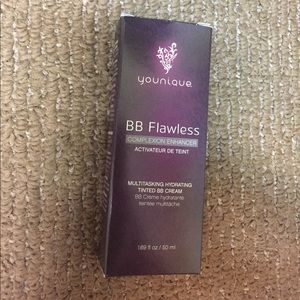 younique
BB Flawless
COMPLEXION ENHANCER
ACTIVATEUR DE TEINT
MULTITASKING HYDRATING
TINTED BB CREAM
BB Crème hydratante
teintée multitâche
1.69 fl oz / 50 ml